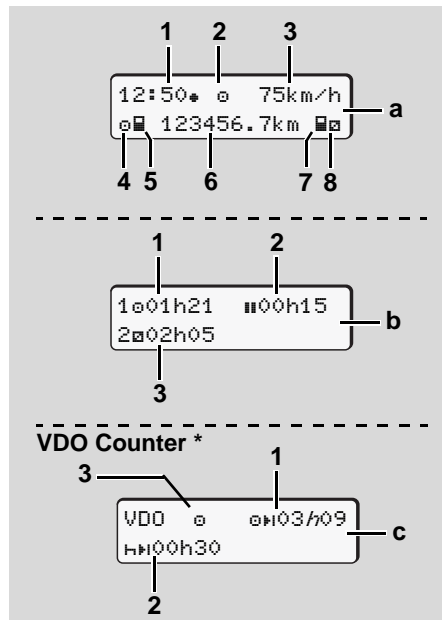 1 2 3
12:50● ⊙ 75km/h
a
⊙ 123456.7km
4 5 6 7 8
1 2
1⊙01h21 00h15
b
2 02h05
3
VDO Counter *
3 1
VDO ⊙ ⊙03h09
c
00h30
2